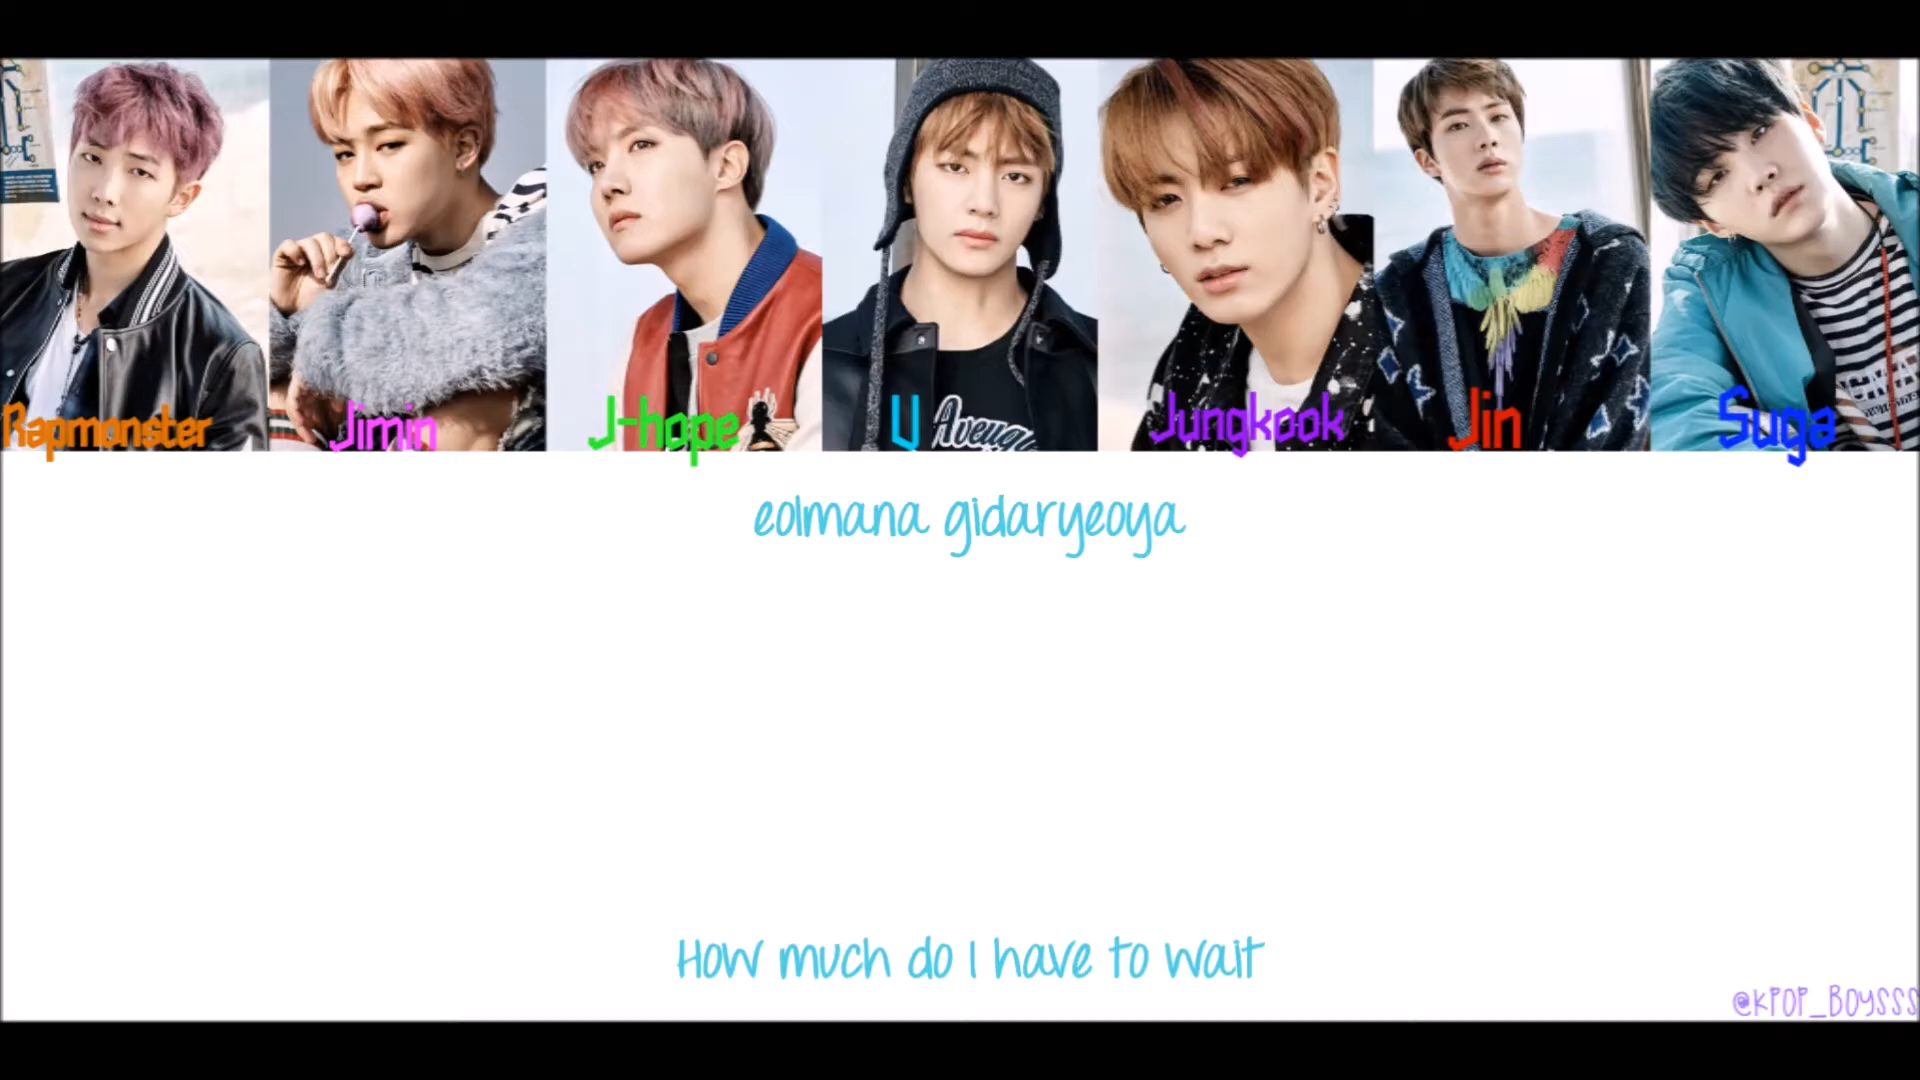 Rapmonster
Jimin
J-hope
V
Jungkook
Jin
Suga
eolmana gidaryeoya
How much do I have to wait
@KPOP_BOYSSS